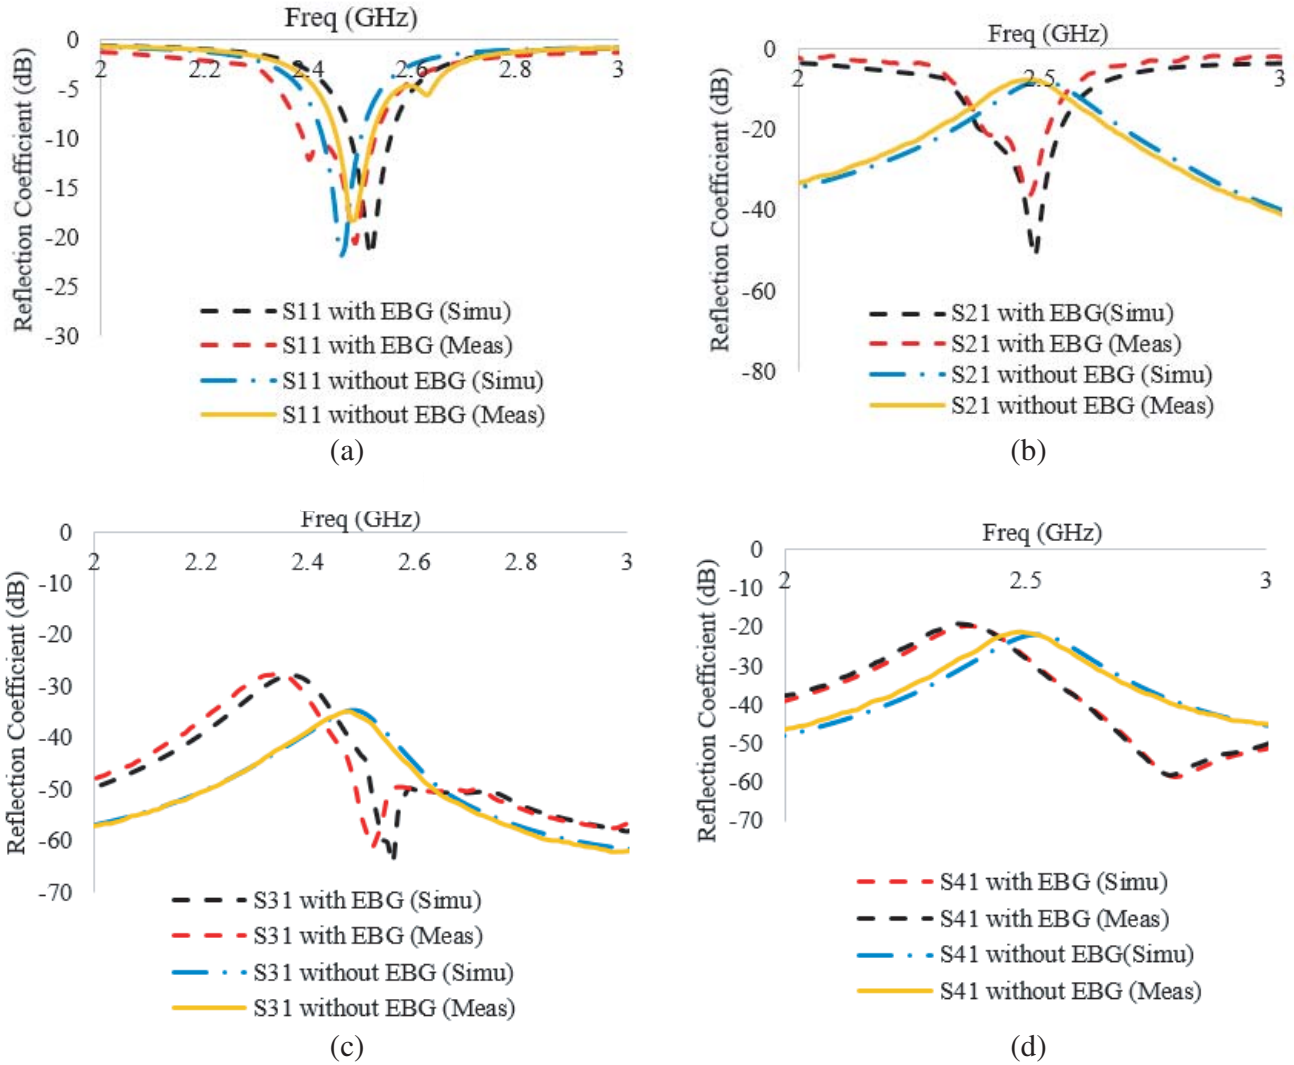 Freq (GHz)
0
2 2.2 2.4 2.6 2.8 3
-5
-10
-15
-20
-25
-30
Reflection Coefficient (dB)
S11 with EBG (Simu)
S11 with EBG (Meas)
S11 without EBG (Simu)
S11 without EBG (Meas)
(a)
Freq (GHz)
0
2 2.5 3
-20
-40
-60
-80
Reflection Coefficient (dB)
S21 with EBG(Simu)
S21 with EBG (Meas)
S21 without EBG (Simu)
S21 without EBG (Meas)
(b)
Freq (GHz)
0
2 2.2 2.4 2.6 2.8 3
-10
-20
-30
-40
-50
-60
-70
Reflection Coefficient (dB)
S31 with EBG (Simu)
S31 with EBG (Meas)
S31 without EBG (Simu)
S31 without EBG (Meas)
(c)
Freq (GHz)
0
2 2.5 3
-10
-20
-30
-40
-50
-60
-70
Reflection Coefficient (dB)
S41 with EBG (Simu)
S41 with EBG (Meas)
S41 without EBG(Simu)
S41 without EBG (Meas)
(d)